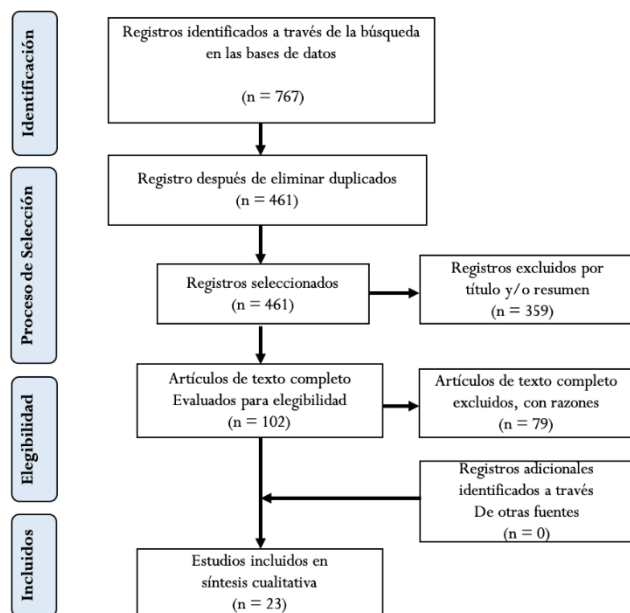 Identificación
Registros identificados a través de la búsqueda
en las bases de datos
(n = 767)
Proceso de Selección
Registro después de eliminar duplicados
(n = 461)
Registros seleccionados
(n = 461)
Registros excluidos por
título y/o resumen
(n = 359)
Elegibilidad
Artículos de texto completo
Evaluados para elegibilidad
(n = 102)
Artículos de texto completo
excluidos, con razones
(n = 79)
Registros adicionales
identificados a través
De otras fuentes
(n = 0)
Incluidos
Estudios incluidos en
síntesis cualitativa
(n = 23)